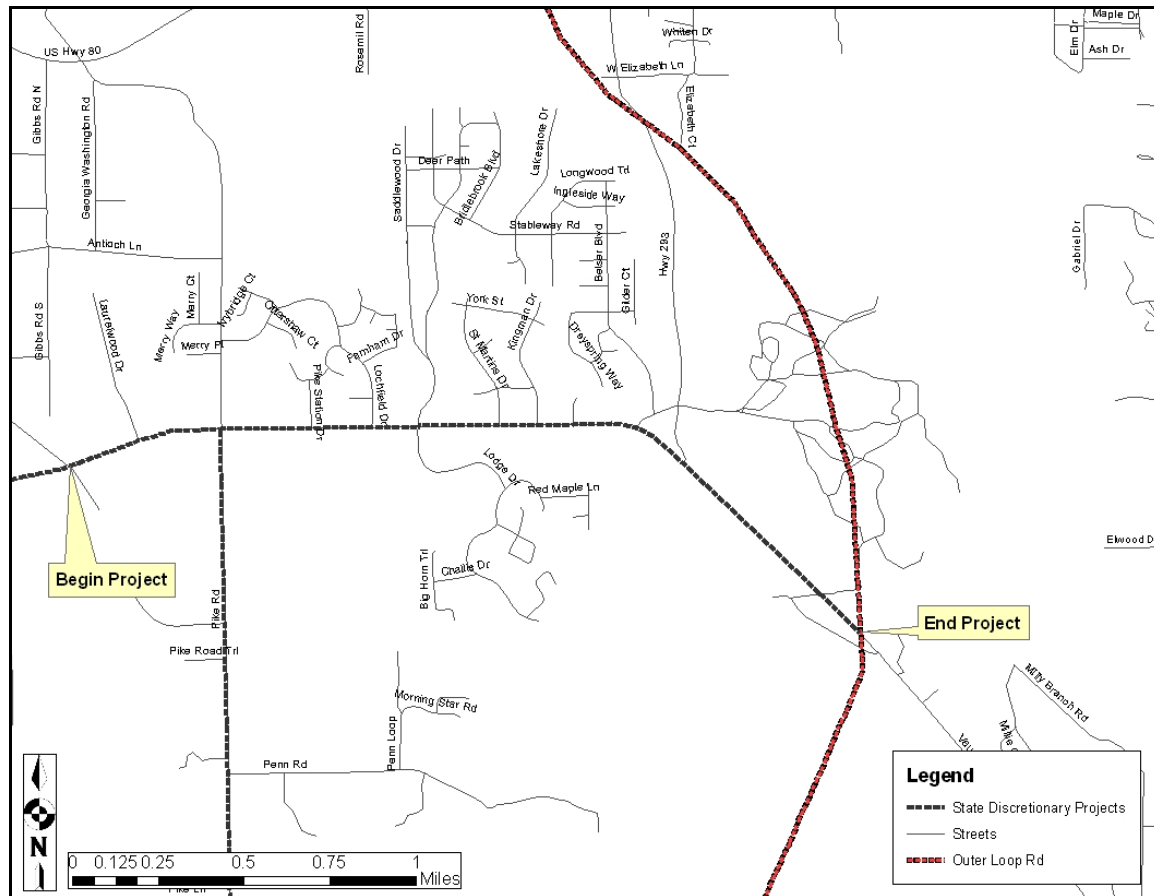 US Hwy 80
Rosemil Rd
Whiten Dr
W Elizabeth Ln
Elizabeth Ct
Elm Dr
Maple Dr
Ash Dr
Gibbs Rd N
Georgia Washington Rd
Antioch Ln
Gibbs Rd S
Laurelwood Dr
Merry Way
Merry Ct
Merry Pl
Ivybridge Ct
Farnham Dr
Pike Station Dr
Lochfield Dr
Saddlewood Dr
Deer Path
Bridlebrook Blvd
Lakeshore Dr
Longwood Trl
Ingleside Way
Stableway Rd
Belser Blvd
Gilder Ct
Hwy 293
Gabriel Dr
York St
Kingman Dr
St Martins Dr
Drayspring Way
Lodge Dr
Red Maple Ln
Big Horn Trl
Challie Dr
Elwood D
Begin Project
End Project
Pike Rd
Pike Road Trl
Morning Star Rd
Penn Loop
Penn Rd
Milly Branch Rd
Pike Ln
N
0 0.125 0.25 0.5 0.75 1
Miles
Legend
State Discretionary Projects
Streets
Outer Loop Rd